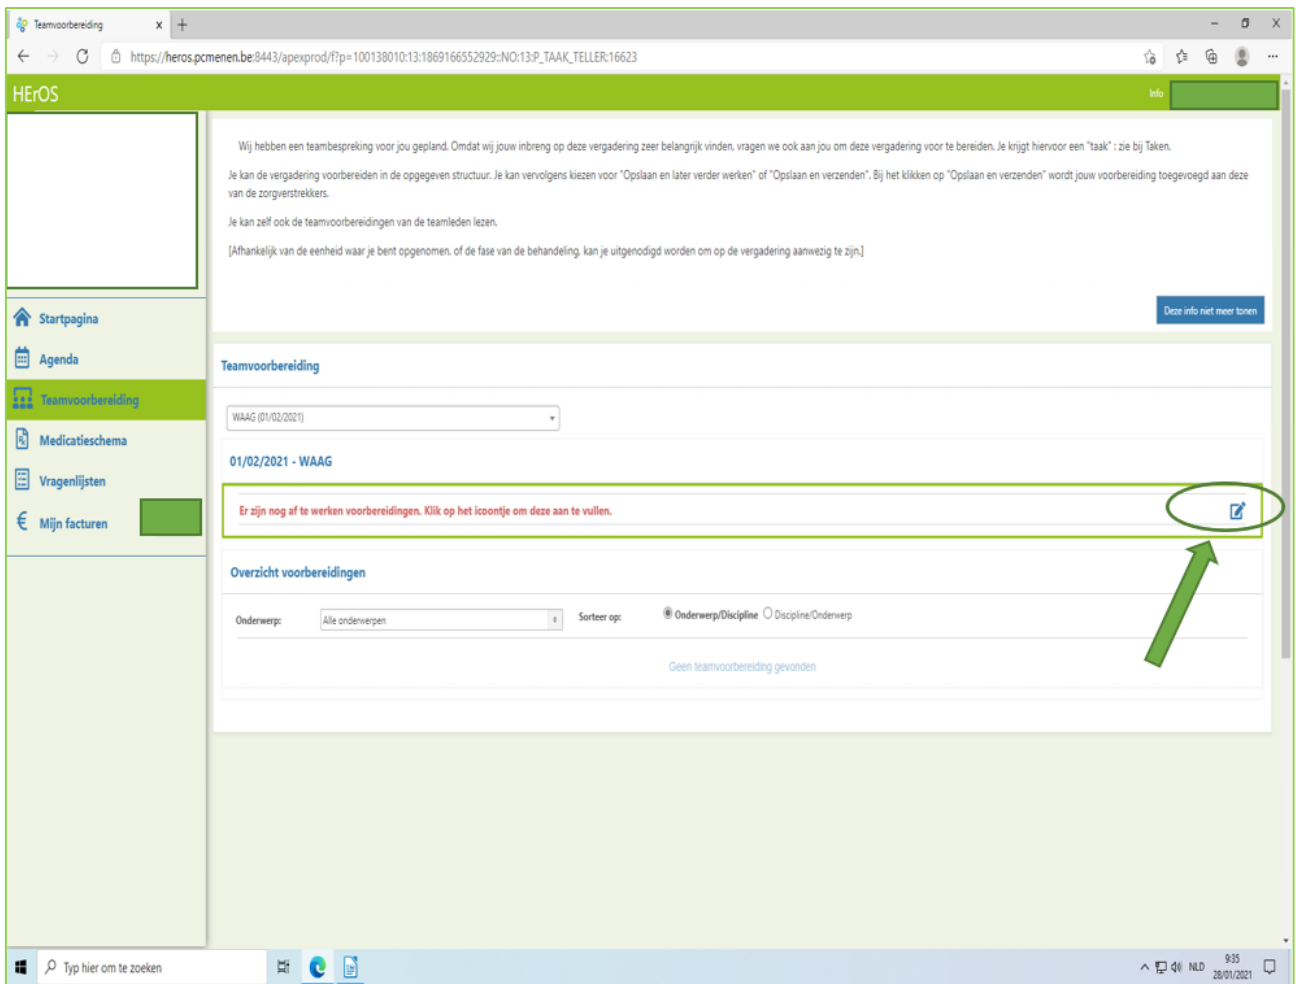 Teamvoorbereiding
https://heros.pcmenen.be:8443/apexprod/f?p=100138010:13:1869166552929::NO:13:P_TAAK_TELLER:16623
HErOS
Info
Wij hebben een teambespreking voor jou gepland. Omdat wij jouw inbreng op deze vergadering zeer belangrijk vinden, vragen we ook aan jou om deze vergadering voor te bereiden. Je krijgt hiervoor een "taak" : zie bij Taken.
Je kan de vergadering voorbereiden in de opgegeven structuur. Je kan vervolgens kiezen voor "Opslaan en later verder werken" of "Opslaan en verzenden". Bij het klikken op "Opslaan en verzenden" wordt jouw voorbereiding toegevoegd aan deze
van de zorgverstrekkers.
Je kan zelf ook de teamvoorbereidingen van de teamleden lezen.
[Afhankelijk van de eenheid waar je bent opgenomen, of de fase van de behandeling, kan je uitgenodigd worden om op de vergadering aanwezig te zijn.]
Deze info niet meer tonen
Startpagina
Agenda
Teamvoorbereiding
Medicatieschema
Vragenlijsten
Mijn facturen
Teamvoorbereiding
WAAG (01/02/2021)
01/02/2021 - WAAG
Er zijn nog af te werken voorbereidingen. Klik op het icoontje om deze aan te vullen.
Overzicht voorbereidingen
Onderwerp: Alle onderwerpen Sorteer op: Onderwerp/Discipline Discipline/Onderwerp
Geen teamvoorbereiding gevonden
Typ hier om te zoeken
NLD
9:35
28/01/2021